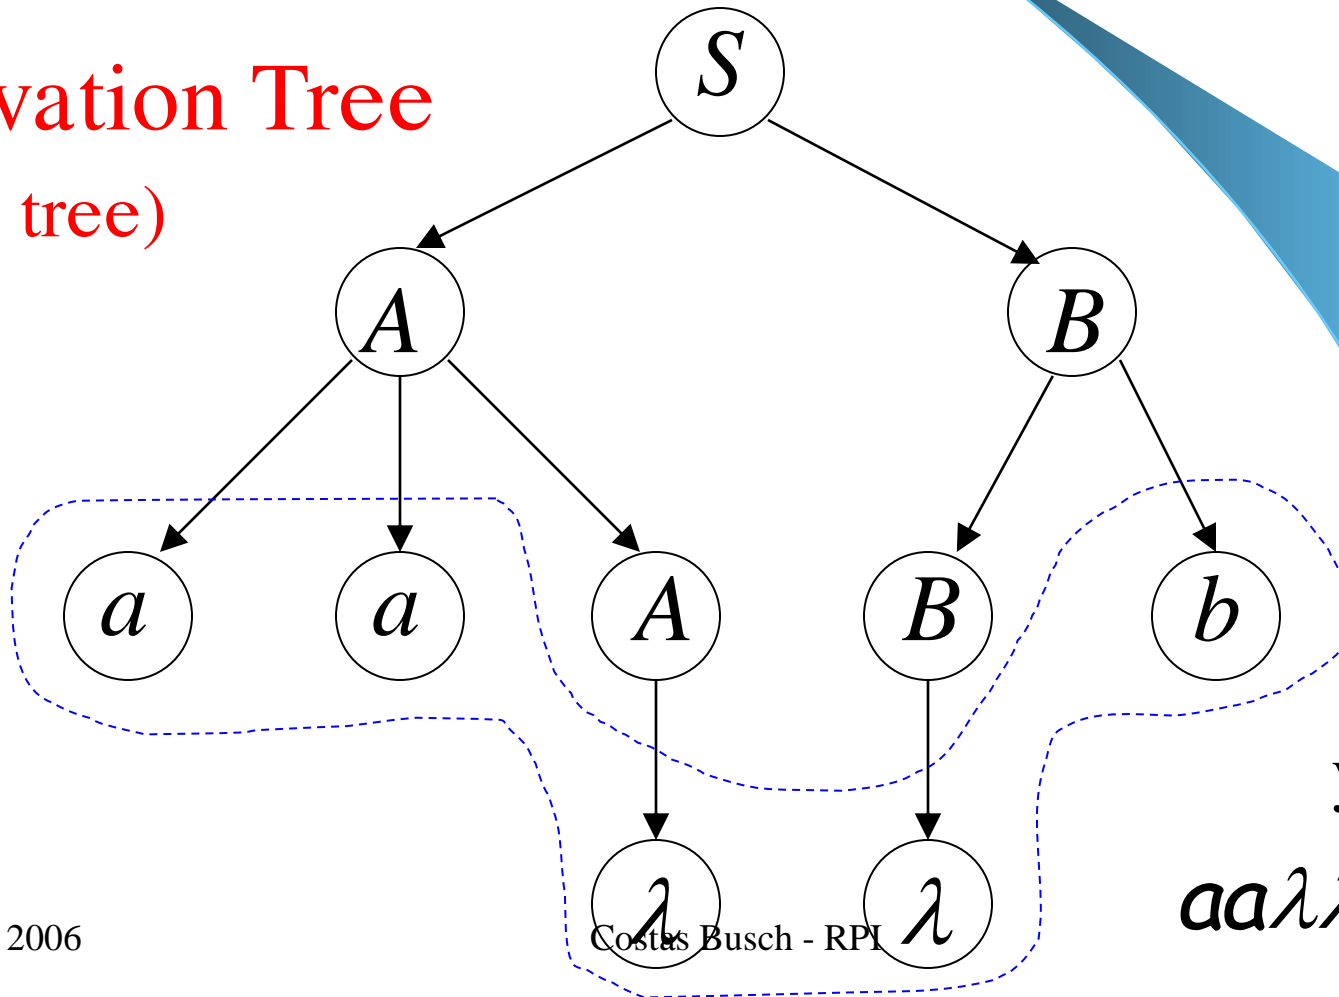 S
vation Tree
tree)
A B
a a A B b
λ λ
aaλ
2006 Costas Busch - RPI